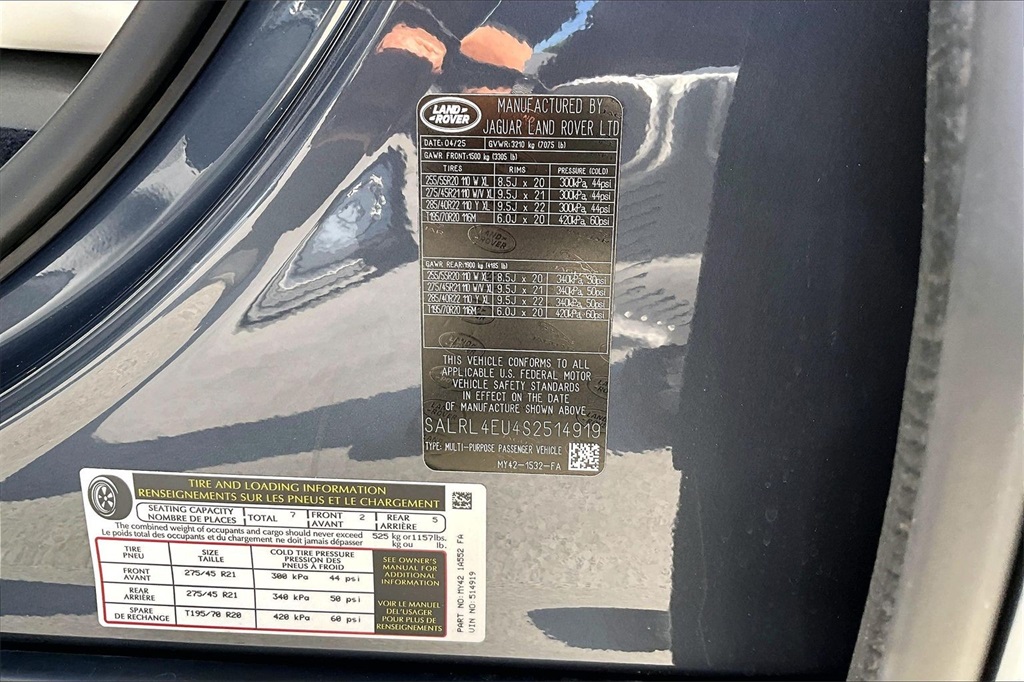 LAND ROVER
MANUFACTURED BY
JAGUAR LAND ROVER LTD
DATE: 04/25 GVWR: 3210 kg (7075 lb)
GAWR FRONT: 1500 kg (3305 lb)
TIRES RIMS PRESSURE (COLD)
255/55R20 110 W XL 8.5J x 20 300kPa, 44psi
275/45R21 110 W/V XL 9.5J x 21 300kPa, 44psi
285/40R22 110 Y XL 9.5J x 22 300kPa, 44psi
T195/70R20 116M 6.0J x 20 420kPa, 60psi
LAND ROVER
GAWR REAR: 1900 kg (4185 lb)
255/55R20 110 W XL 8.5J x 20 340kPa, 50psi
275/45R21 110 W/V XL 9.5J x 21 340kPa, 50psi
285/40R22 110 Y XL 9.5J x 22 340kPa, 50psi
T195/70R20 116M 6.0J x 20 420kPa, 60psi
THIS VEHICLE CONFORMS TO ALL
APPLICABLE U.S. FEDERAL MOTOR
VEHICLE SAFETY STANDARDS
IN EFFECT ON THE DATE
OF MANUFACTURE SHOWN ABOVE
SALRL4EU4S2514919
TYPE: MULTI-PURPOSE PASSENGER VEHICLE
MY42-1532-FA
TIRE AND LOADING INFORMATION
RENSEIGNEMENTS SUR LES PNEUS ET LE CHARGEMENT
SEATING CAPACITY
NOMBRE DE PLACES
TOTAL 7
FRONT
AVANT
2
REAR
ARRIÈRE
5
The combined weight of occupants and cargo should never exceed 525 kg or 1157 lbs.
Le poids total des occupants et du chargement ne doit jamais dépasser kg ou lb.
TIRE
PNEU
SIZE
TAILLE
COLD TIRE PRESSURE
PRESSION DES
PNEUS À FROID
FRONT
AVANT
275/45 R21 300 kPa 44 psi
REAR
ARRIÈRE
275/45 R21 340 kPa 50 psi
SPARE
DE RECHANGE
T195/70 R20 420 kPa 60 psi
SEE OWNER'S
MANUAL FOR
ADDITIONAL
INFORMATION
VOIR LE MANUEL
DE L'USAGER
POUR PLUS DE
RENSEIGNEMENTS
PART NO: MY42 1A552 FA
VIN NO: 514919